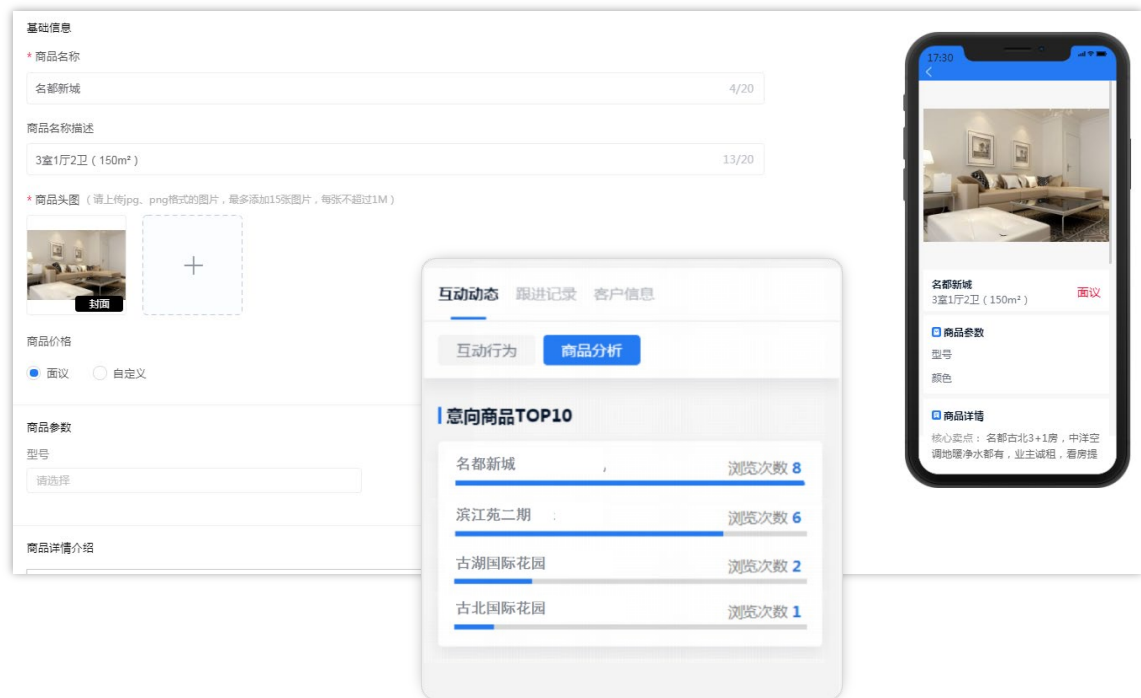 基础信息
* 商品名称
名都新城 4/20
商品名称描述
3室1厅2卫（150m²） 13/20
* 商品头图（请上传jpg、png格式的图片，最多添加15张图片，每张不超过1M）
封面
商品价格
面议 自定义
商品参数
型号
请选择
商品详情介绍
互动动态 跟进记录 客户信息
互动行为 商品分析
意向商品TOP10
名都新城 浏览次数 8
滨江苑二期 浏览次数 6
古湖国际花园 浏览次数 2
古北国际花园 浏览次数 1
17:30
名都新城
3室1厅2卫（150m²） 面议
商品参数
型号
颜色
商品详情
核心卖点：名都古北3+1房，中洋空
调地暖净水都有，业主诚租，看房提